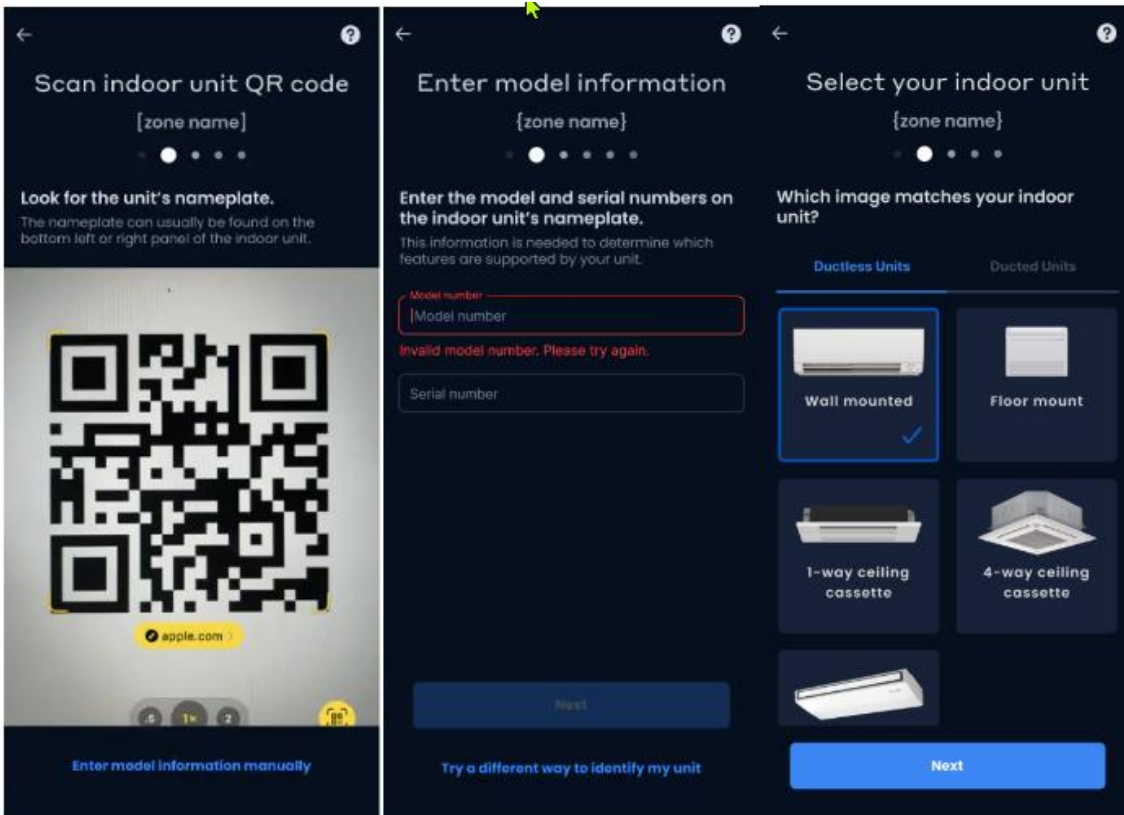 Scan indoor unit QR code
[zone name]
Look for the unit's nameplate.
The nameplate can usually be found on the
bottom left or right panel of the indoor unit.
apple.com
.5
1×
2
Enter model information manually
Enter model information
{zone name}
Enter the model and serial numbers on
the indoor unit's nameplate.
This information is needed to determine which
features are supported by your unit.
Model number
Model number
Invalid model number. Please try again.
Serial number
Next
Try a different way to identify my unit
Select your indoor unit
{zone name}
Which image matches your indoor
unit?
Ductless Units
Ducted Units
Wall mounted
Floor mount
1-way ceiling
cassette
4-way ceiling
cassette
Next